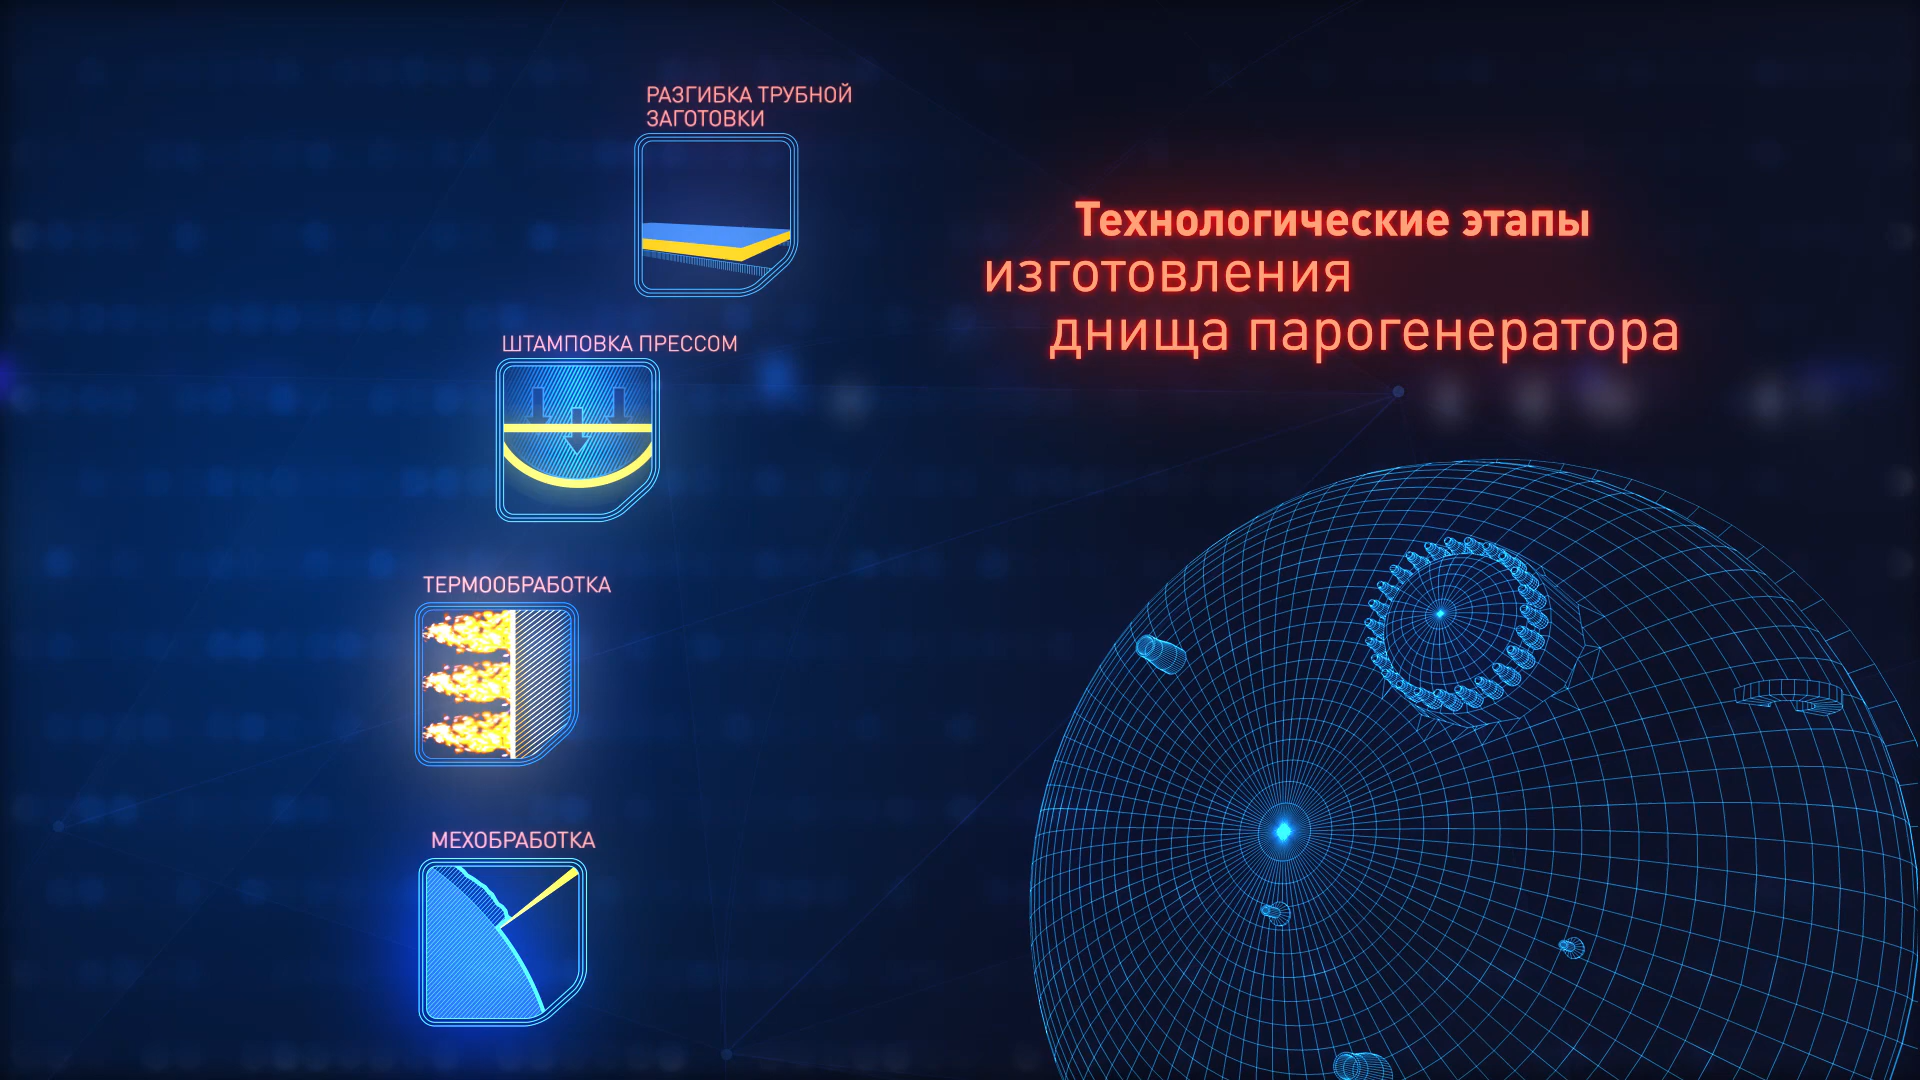 РАЗГИБКА ТРУБНОЙ
ЗАГОТОВКИ
Технологические этапы
изготовления
днища парогенератора
ШТАМПОВКА ПРЕССОМ
ТЕРМООБРАБОТКА
МЕХОБРАБОТКА